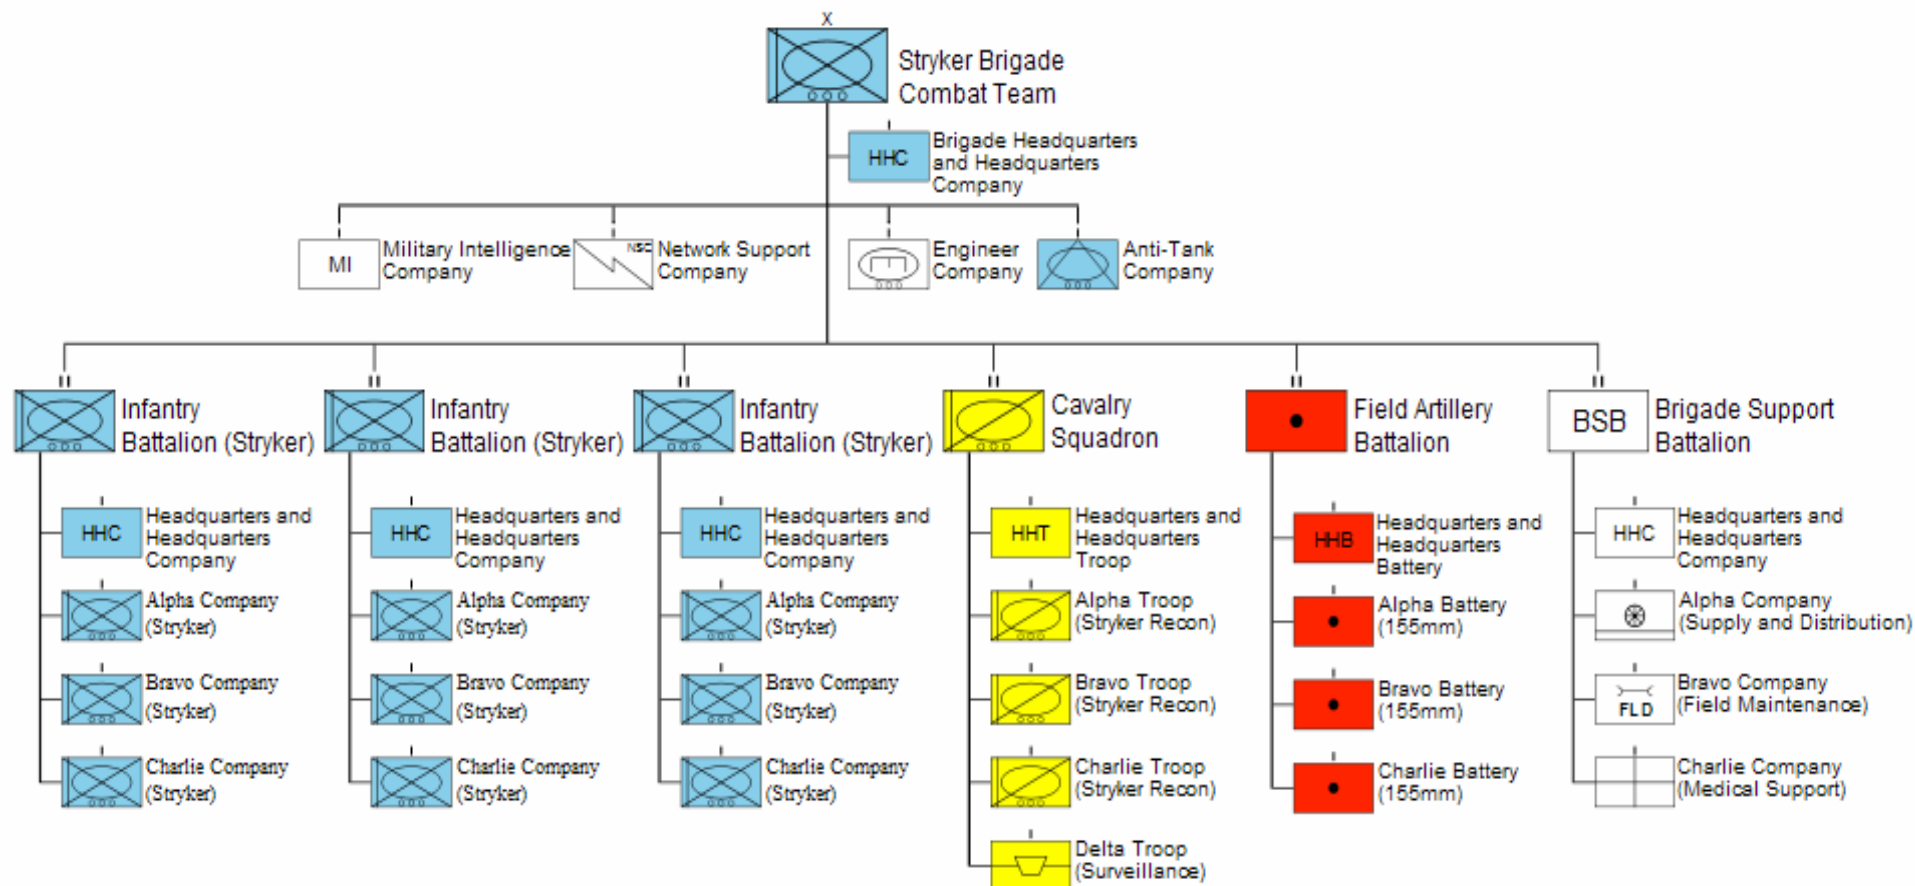 X
Stryker Brigade
Combat Team
HHC
Brigade Headquarters
and Headquarters
Company
MI
Military Intelligence
Company
NSC
Network Support
Company
Engineer
Company
Anti-Tank
Company
Infantry
Battalion (Stryker)
Infantry
Battalion (Stryker)
Infantry
Battalion (Stryker)
Cavalry
Squadron
Field Artillery
Battalion
BSB
Brigade Support
Battalion
HHC
Headquarters and
Headquarters
Company
Alpha Company
(Stryker)
Bravo Company
(Stryker)
Charlie Company
(Stryker)
HHC
Headquarters and
Headquarters
Company
Alpha Company
(Stryker)
Bravo Company
(Stryker)
Charlie Company
(Stryker)
HHC
Headquarters and
Headquarters
Company
Alpha Company
(Stryker)
Bravo Company
(Stryker)
Charlie Company
(Stryker)
HHT
Headquarters and
Headquarters
Troop
Alpha Troop
(Stryker Recon)
Bravo Troop
(Stryker Recon)
Charlie Troop
(Stryker Recon)
Delta Troop
(Surveillance)
HHB
Headquarters and
Headquarters
Battery
Alpha Battery
(155mm)
Bravo Battery
(155mm)
Charlie Battery
(155mm)
HHC
Headquarters and
Headquarters
Company
Alpha Company
(Supply and Distribution)
FLD
Bravo Company
(Field Maintenance)
Charlie Company
(Medical Support)